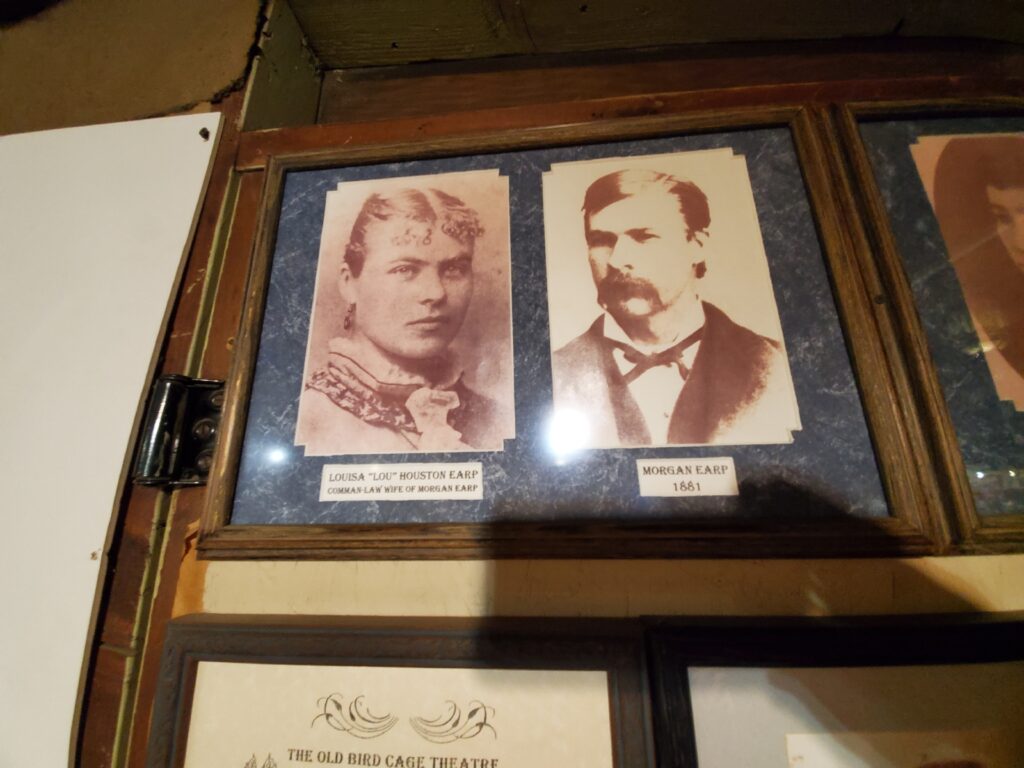 LOUISA "LOU" HOUSTON EARP
COMMAN-LAW WIFE OF MORGAN EARP
MORGAN EARP
1881
THE OLD BIRD CAGE THEATRE